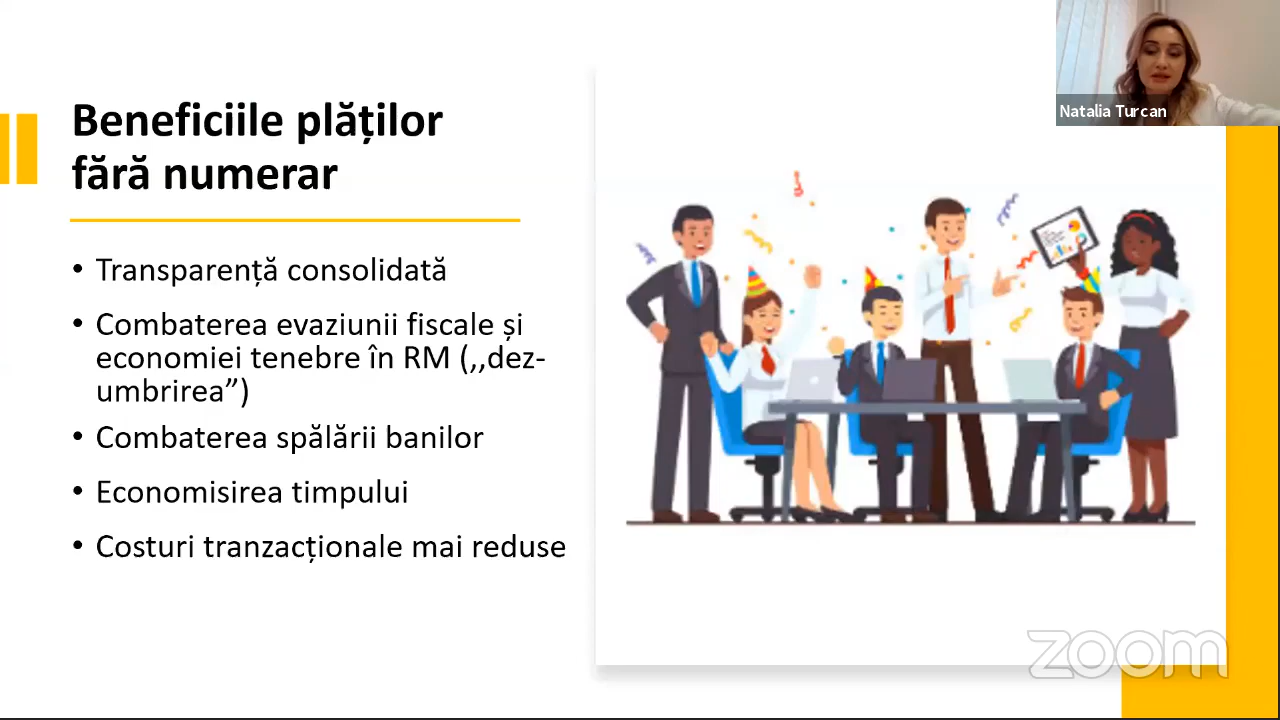 Beneficiile plăților
fără numerar
• Transparență consolidată
• Combaterea evaziunii fiscale și
economiei tenebre în RM (,,dez-
umbrirea”)
• Combaterea spălării banilor
• Economisirea timpului
• Costuri tranzacționale mai reduse
Natalia Turcan
zoom